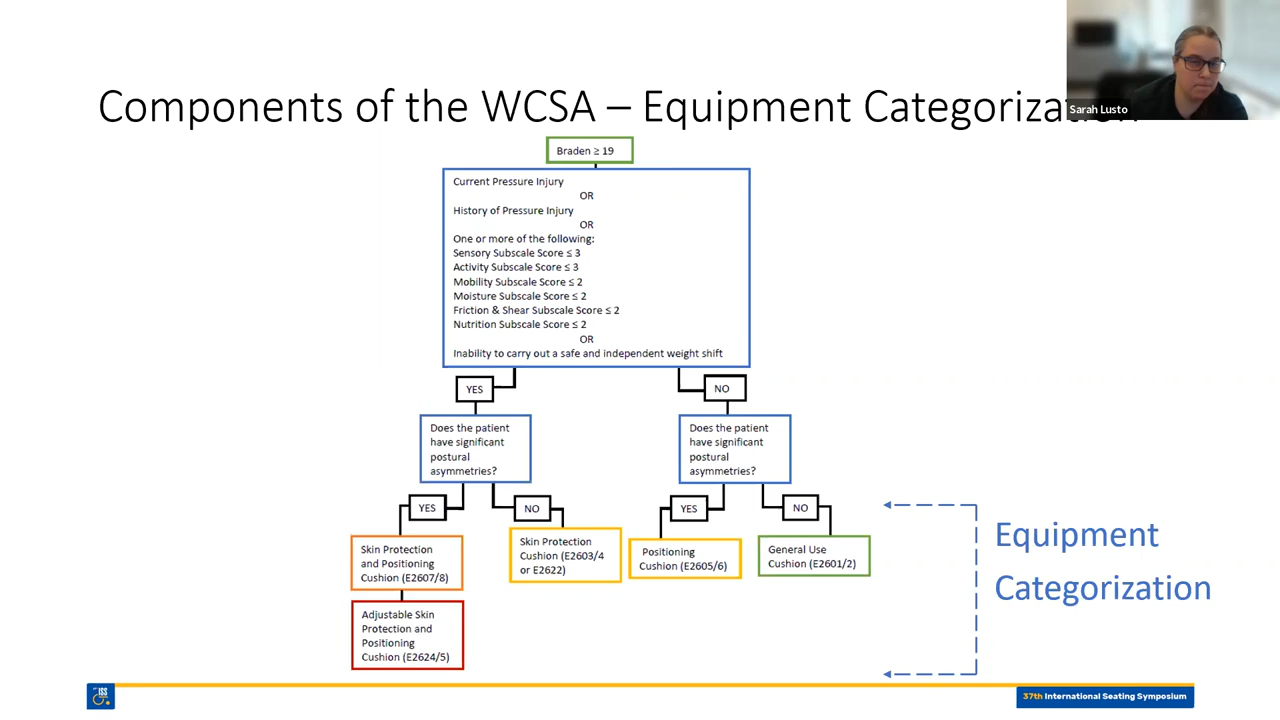 Components of the WCSA – Equipment Categorization
Sarah Lusto
Braden ≥ 19
Current Pressure Injury
OR
History of Pressure Injury
OR
One or more of the following:
Sensory Subscale Score ≤ 3
Activity Subscale Score ≤ 3
Mobility Subscale Score ≤ 2
Moisture Subscale Score ≤ 2
Friction & Shear Subscale Score ≤ 2
Nutrition Subscale Score ≤ 2
OR
Inability to carry out a safe and independent weight shift
YES
NO
Does the patient
have significant
postural
asymmetries?
Does the patient
have significant
postural
asymmetries?
YES
NO
YES
NO
Skin Protection
and Positioning
Cushion (E2607/8)
Skin Protection
Cushion (E2603/4
or E2622)
Positioning
Cushion (E2605/6)
General Use
Cushion (E2601/2)
Adjustable Skin
Protection and
Positioning
Cushion (E2624/5)
Equipment
Categorization
ISS
37th International Seating Symposium